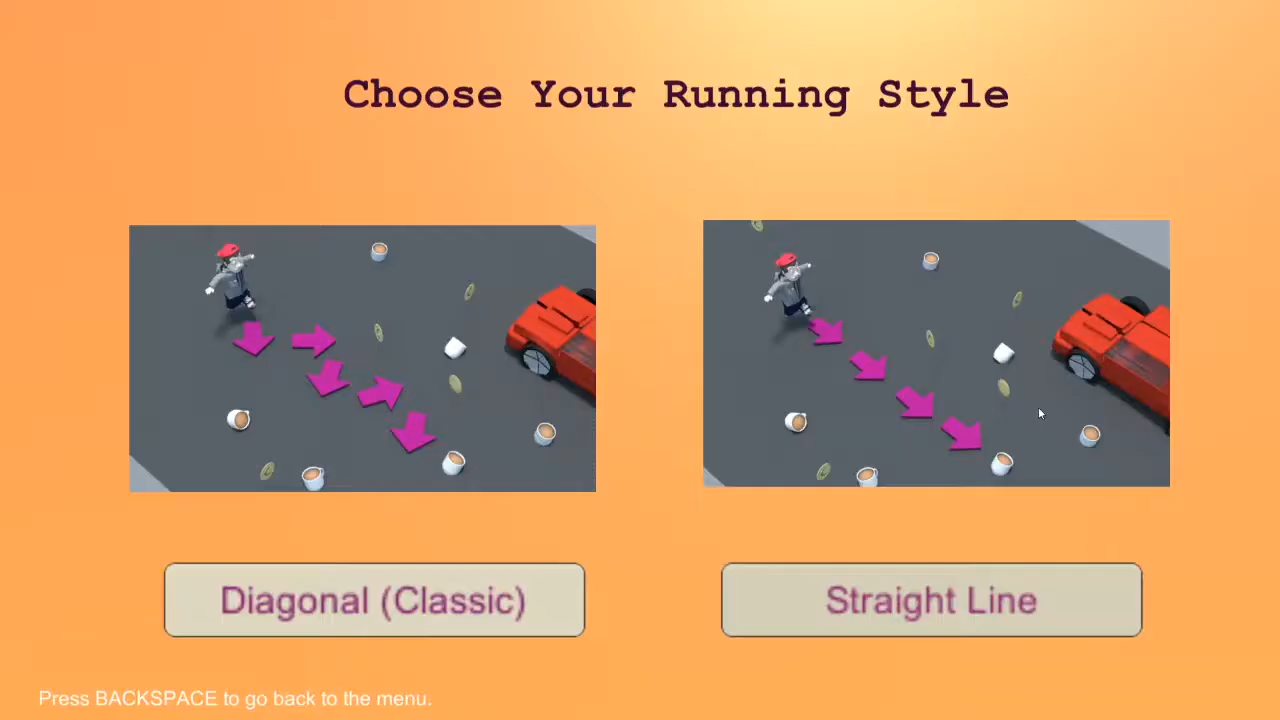 Choose Your Running Style
Diagonal (Classic)
Straight Line
Press BACKSPACE to go back to the menu.